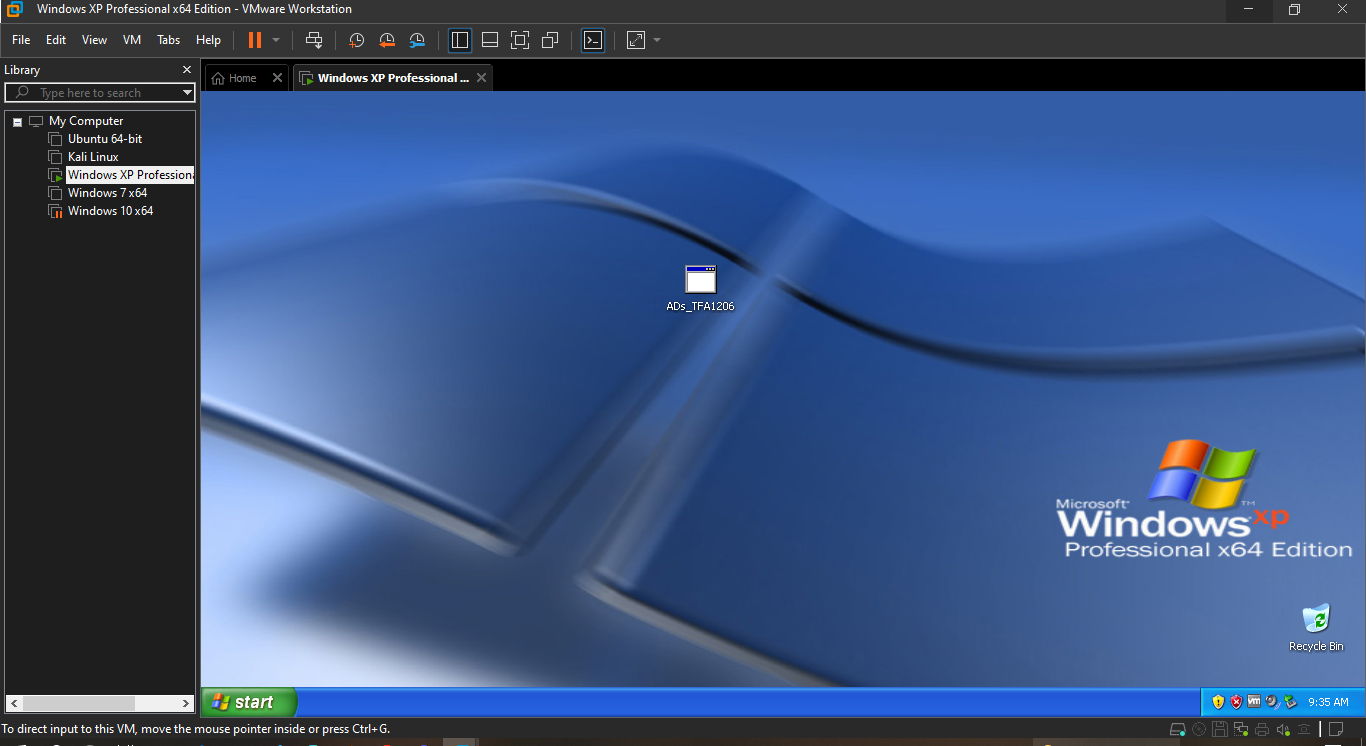 Windows XP Professional x64 Edition - VMware Workstation
File Edit View VM Tabs Help
Library
Home
Windows XP Professional ...
Type here to search
My Computer
Ubuntu 64-bit
Kali Linux
Windows XP Professiona
Windows 7 x64
Windows 10 x64
ADs_TFA1206
Microsoft
Windows xp
TM
Professional x64 Edition
Recycle Bin
start
vm
9:35 AM
To direct input to this VM, move the mouse pointer inside or press Ctrl+G.